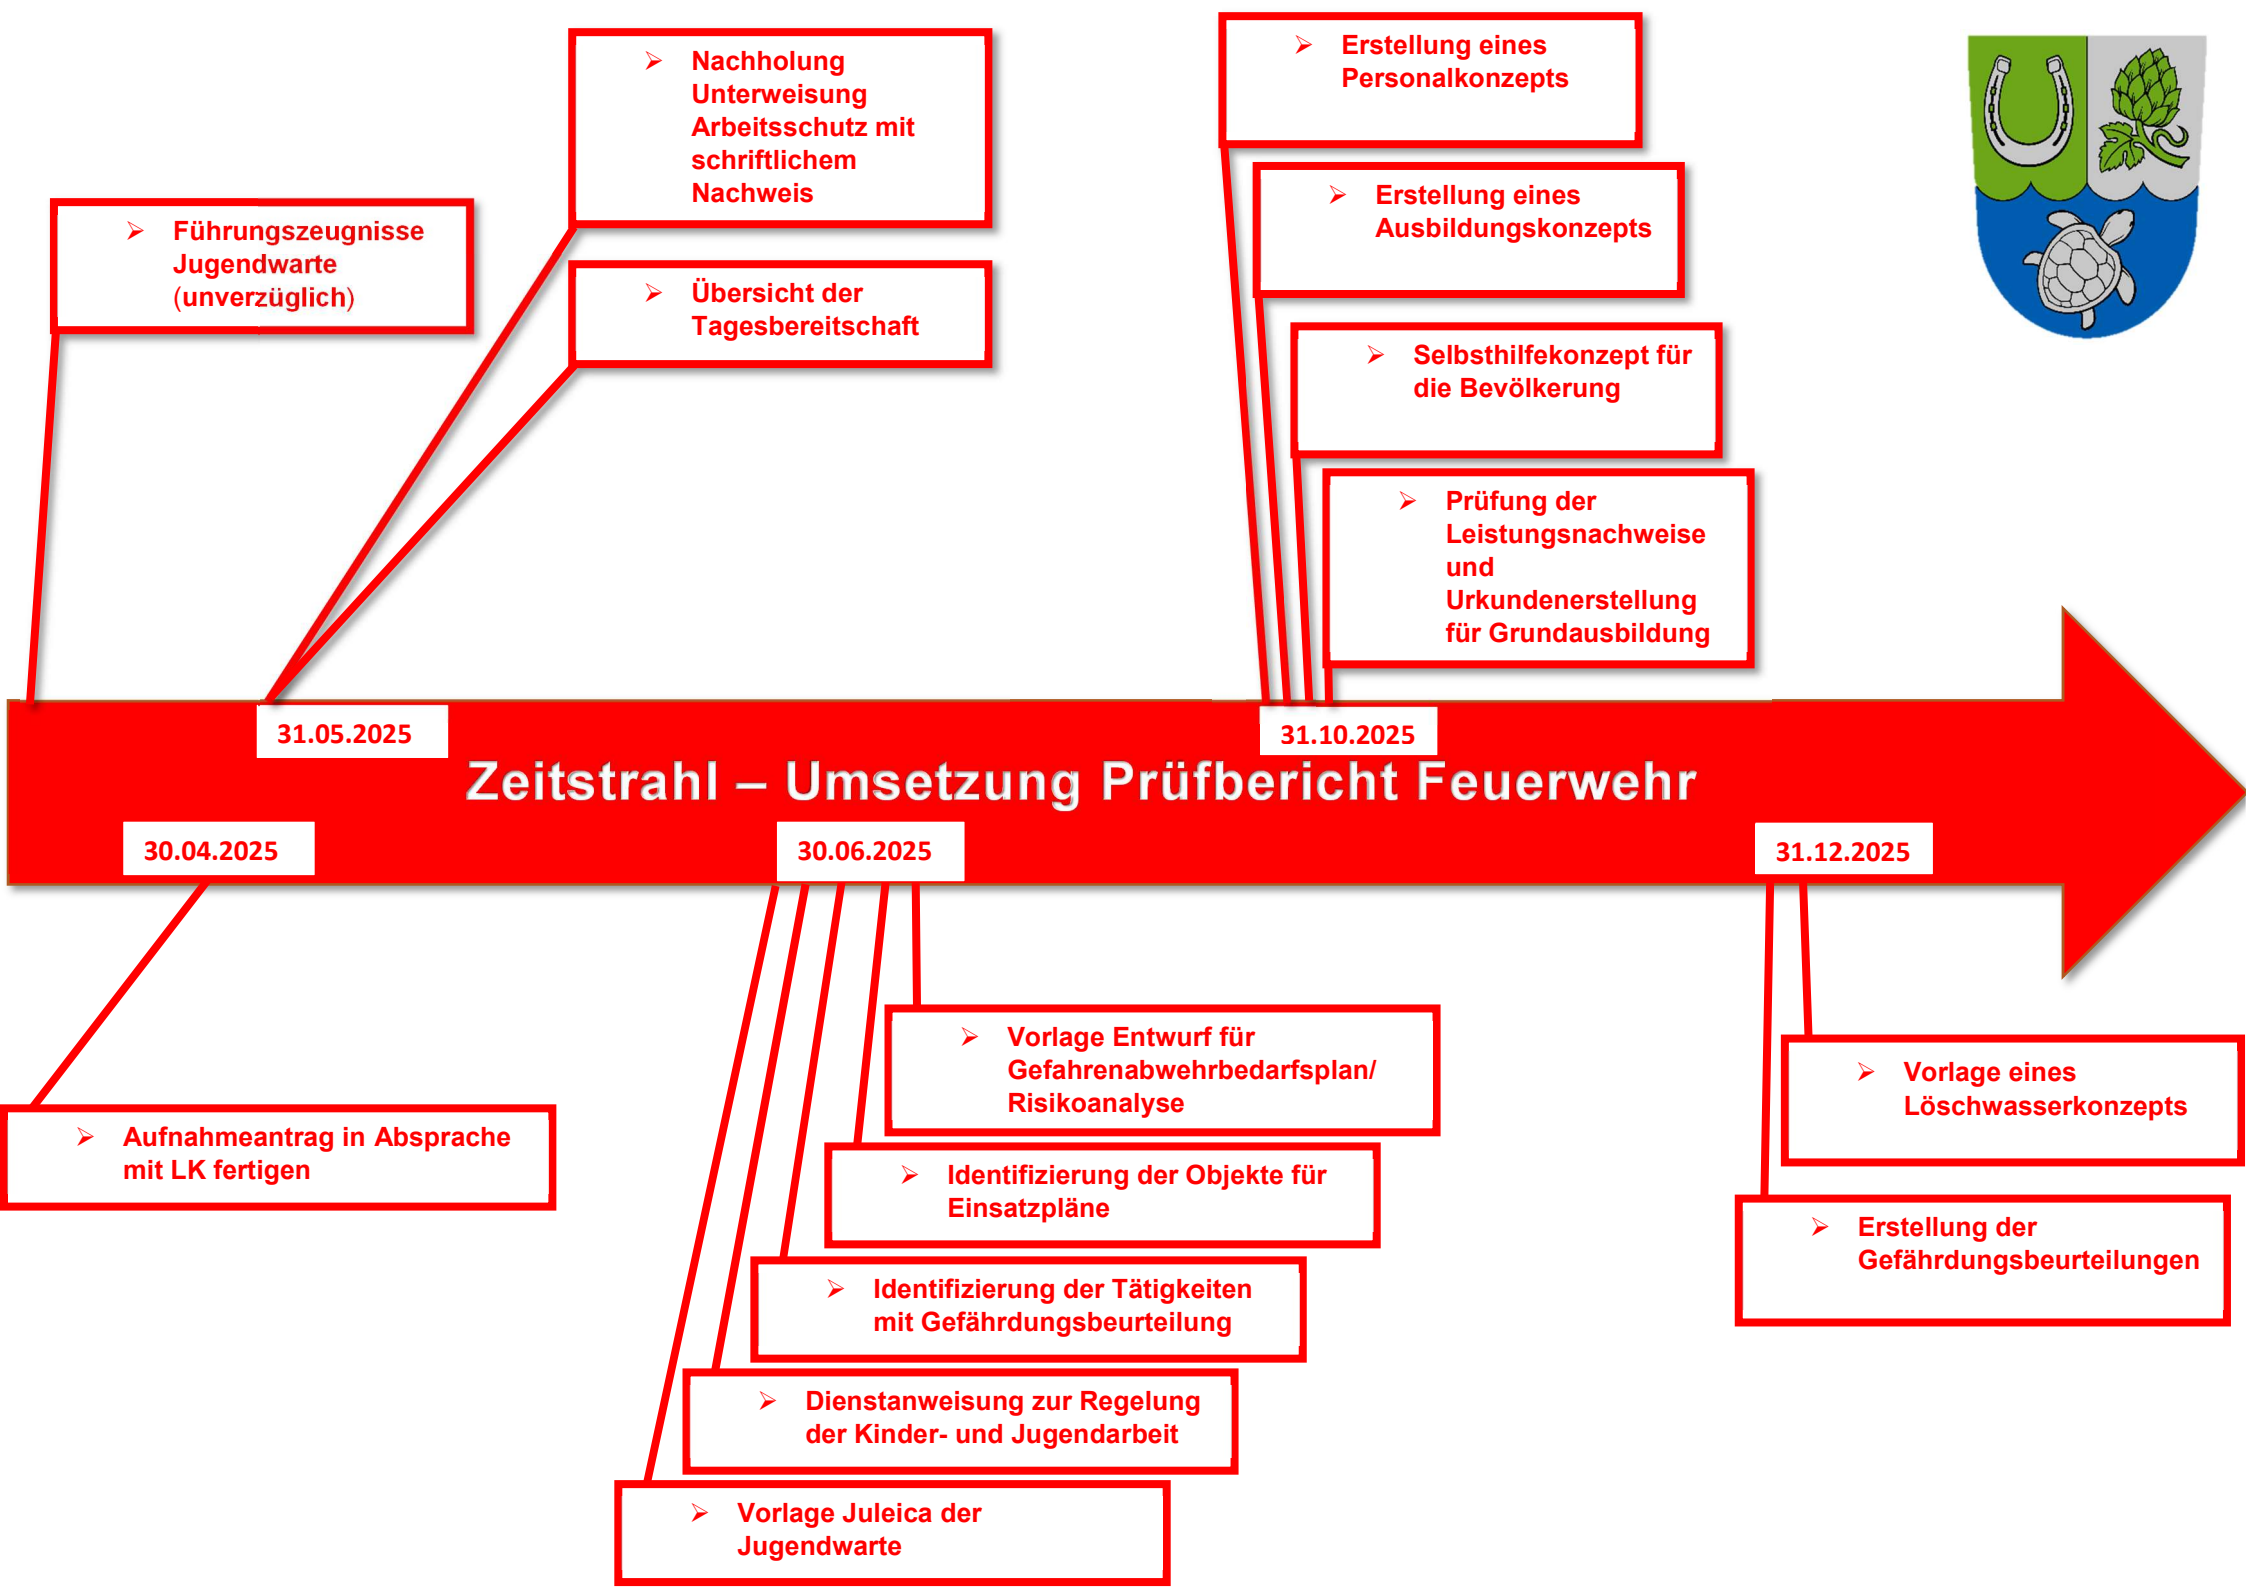 ➢ Führungszeugnisse
Jugendwarte
(unverzüglich)
➢ Nachholung
Unterweisung
Arbeitsschutz mit
schriftlichem
Nachweis
➢ Übersicht der
Tagesbereitschaft
➢ Erstellung eines
Personalkonzepts
➢ Erstellung eines
Ausbildungskonzepts
➢ Selbsthilfekonzept für
die Bevölkerung
➢ Prüfung der
Leistungsnachweise
und
Urkundenerstellung
für Grundausbildung
31.05.2025
31.10.2025
Zeitstrahl – Umsetzung Prüfbericht Feuerwehr
30.04.2025
30.06.2025
31.12.2025
➢ Aufnahmeantrag in Absprache
mit LK fertigen
➢ Vorlage Entwurf für
Gefahrenabwehrbedarfsplan/
Risikoanalyse
➢ Identifizierung der Objekte für
Einsatzpläne
➢ Identifizierung der Tätigkeiten
mit Gefährdungsbeurteilung
➢ Dienstanweisung zur Regelung
der Kinder- und Jugendarbeit
➢ Vorlage Juleica der
Jugendwarte
➢ Vorlage eines
Löschwasserkonzepts
➢ Erstellung der
Gefährdungsbeurteilungen